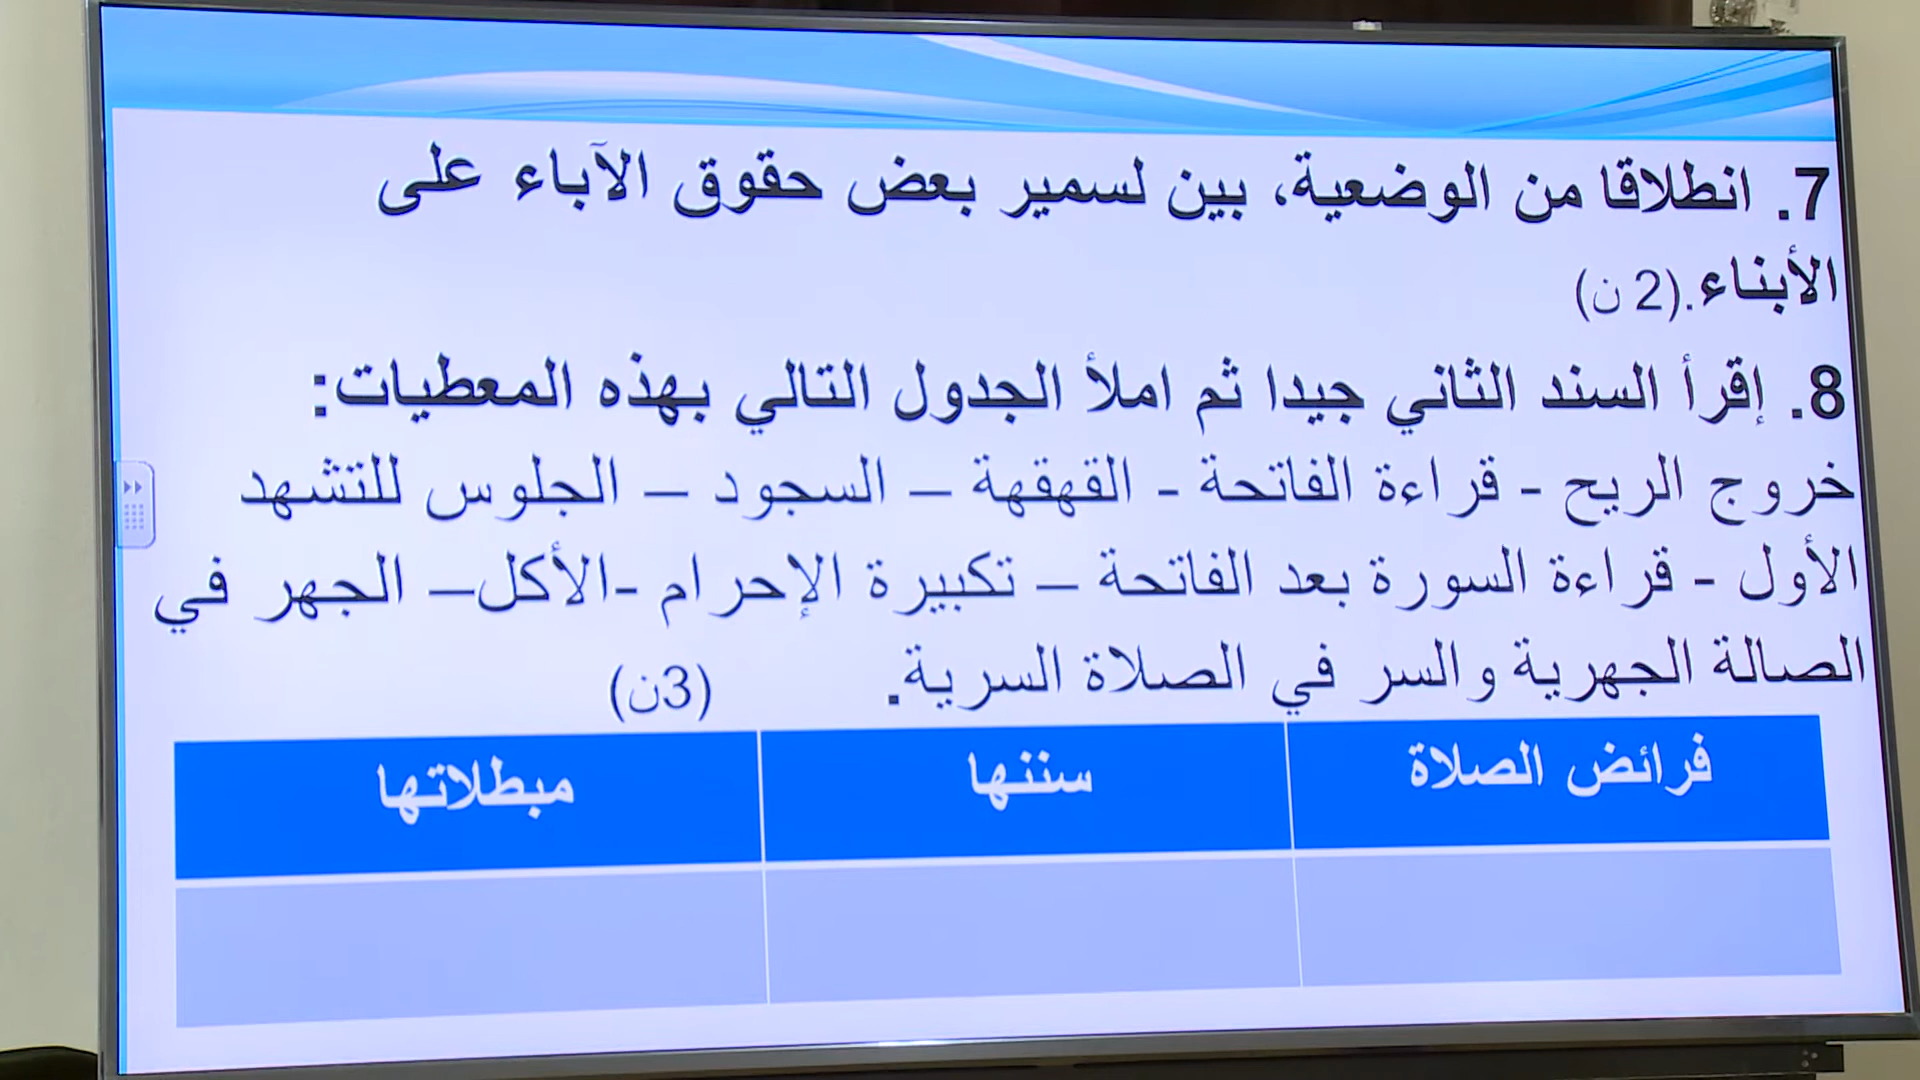 7. انطلاقا من الوضعية، بين لسمير بعض حقوق الآباء على
الأبناء.(2 ن)
8. إقرأ السند الثاني جيدا ثم املأ الجدول التالي بهذه المعطيات:
خروج الريح - قراءة الفاتحة - القهقهة – السجود – الجلوس للتشهد
الأول - قراءة السورة بعد الفاتحة – تكبيرة الإحرام -الأكل– الجهر في
الصالة الجهرية والسر في الصلاة السرية. (3ن)
فرائض الصلاة سننها مبطلاتها